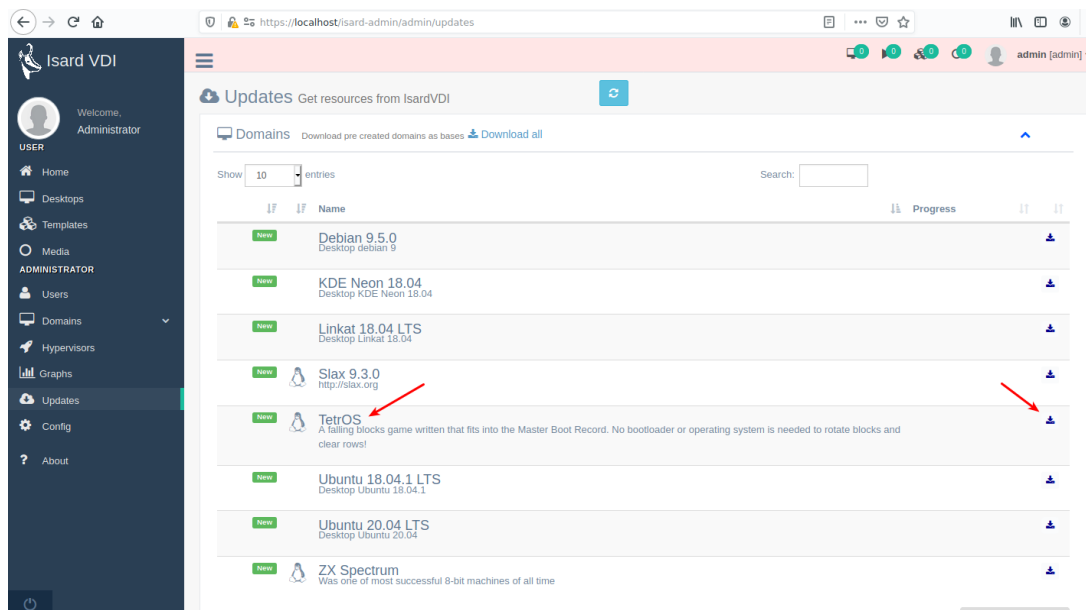 https://localhost/isard-admin/admin/updates
Isard VDI
0 0 0 0 admin [admin]
Updates Get resources from IsardVDI
Welcome,
Administrator
USER
Home
Desktops
Templates
Media
ADMINISTRATOR
Users
Domains
Hypervisors
Graphs
Updates
Config
About
Domains Download pre created domains as bases Download all
Show 10 entries Search:
Name Progress
New Debian 9.5.0
Desktop debian 9
New KDE Neon 18.04
Desktop KDE Neon 18.04
New Linkat 18.04 LTS
Desktop Linkat 18.04
New Slax 9.3.0
http://slax.org
New TetrOS
A falling blocks game written that fits into the Master Boot Record. No bootloader or operating system is needed to rotate blocks and
clear rows!
New Ubuntu 18.04.1 LTS
Desktop Ubuntu 18.04.1
New Ubuntu 20.04 LTS
Desktop Ubuntu 20.04
New ZX Spectrum
Was one of most successful 8-bit machines of all time